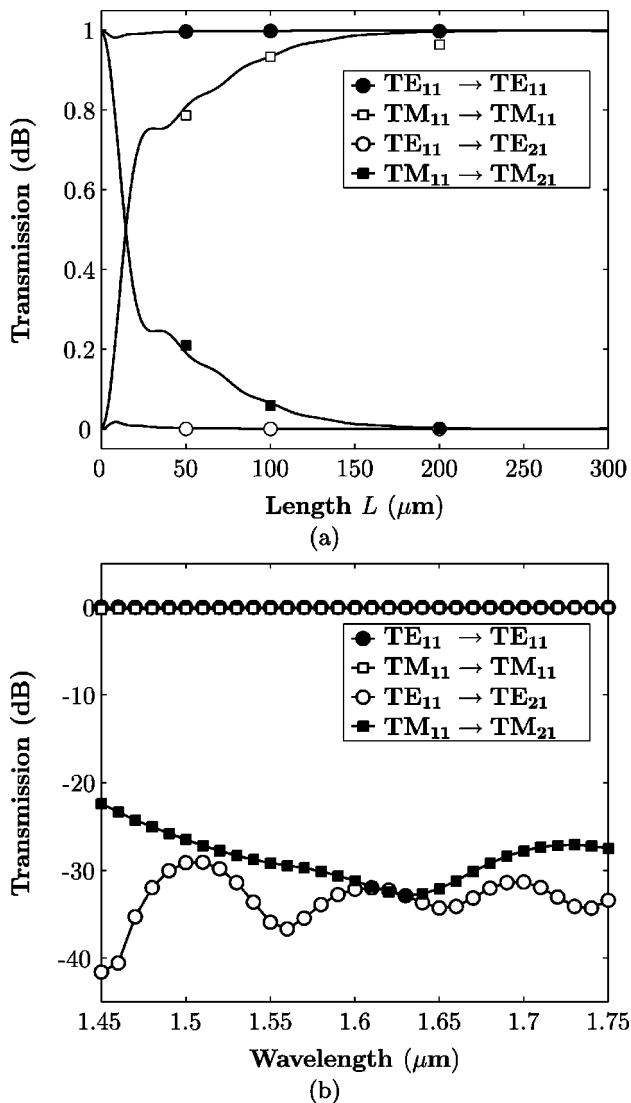 1
0.8
0.6
0.4
0.2
0
Transmission (dB)
TE₁₁ → TE₁₁
TM₁₁ → TM₁₁
TE₁₁ → TE₂₁
TM₁₁ → TM₂₁
0 50 100 150 200 250 300
Length L (μm)
(a)
0
-10
-20
-30
-40
Transmission (dB)
TE₁₁ → TE₁₁
TM₁₁ → TM₁₁
TE₁₁ → TE₂₁
TM₁₁ → TM₂₁
1.45 1.5 1.55 1.6 1.65 1.7 1.75
Wavelength (μm)
(b)